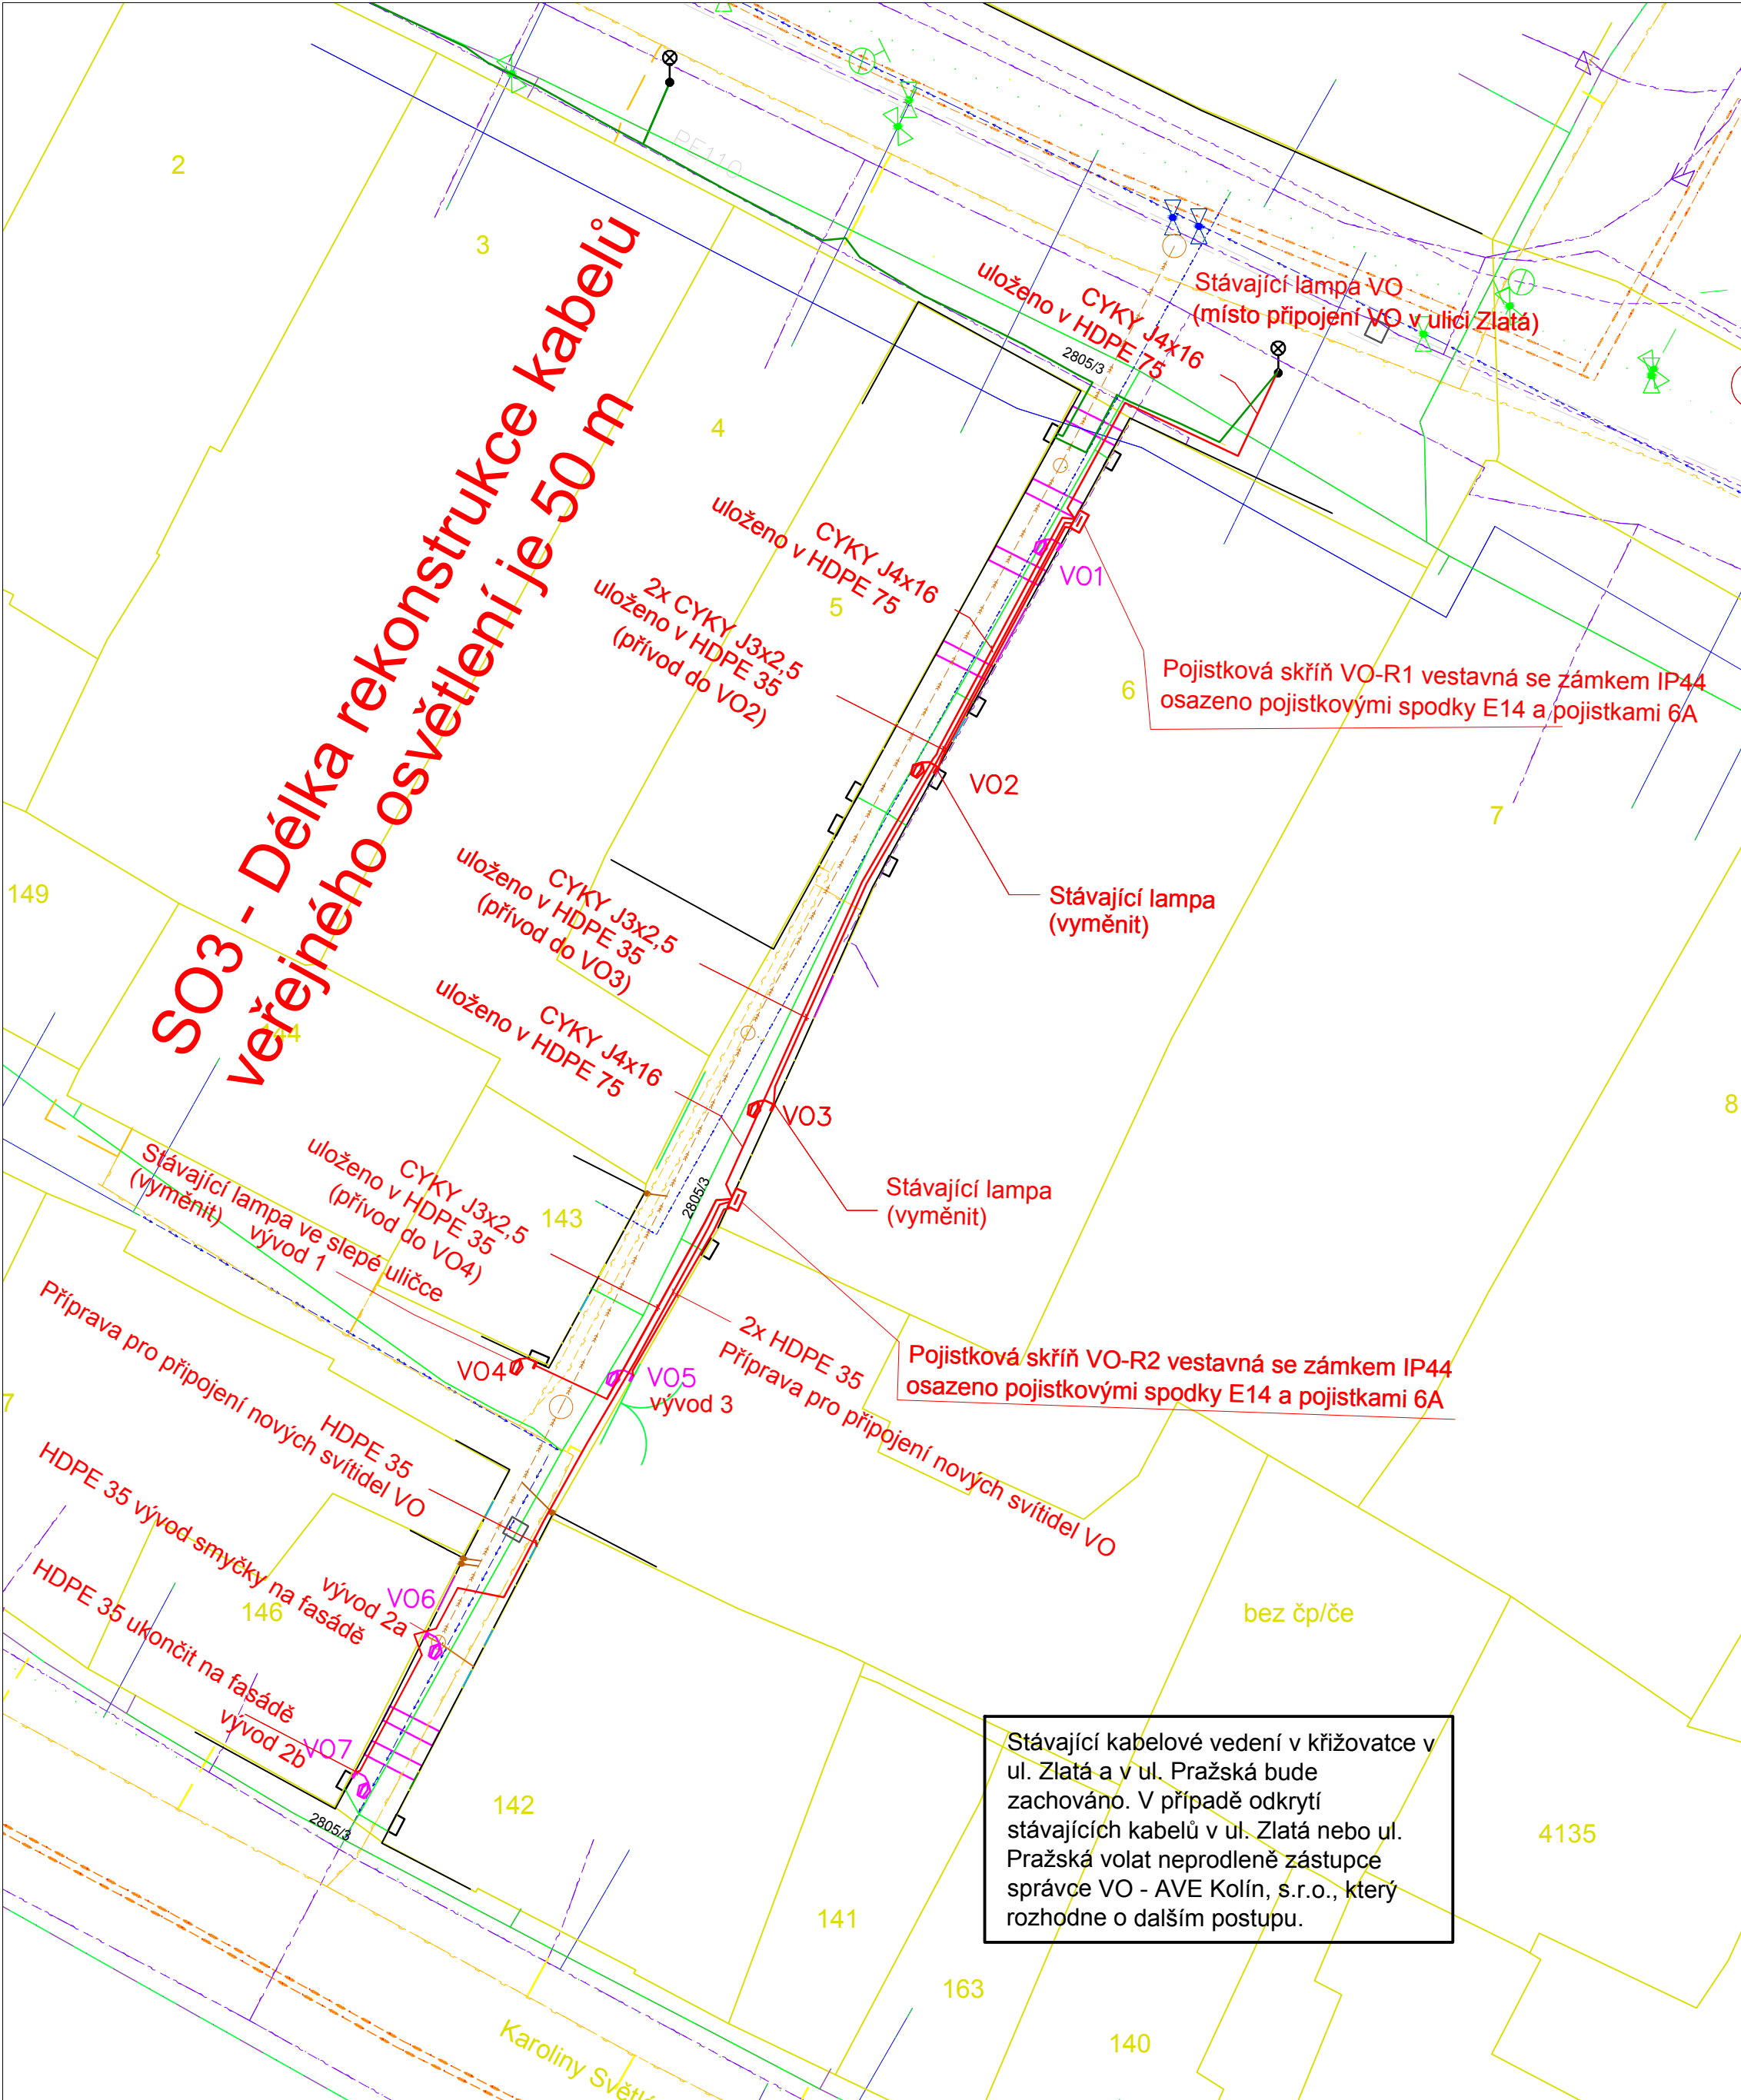 SO3 - Délka rekonstrukce kabelů
veřejného osvětlení je 50 m
PE110
2
3
4
5
6
7
8
149
144
143
7
146
142
141
163
140
4135
bez čp/če
2805/3
CYKY J4x16
uloženo v HDPE 75
Stávající lampa VO
(místo připojení VO v ulici Zlatá)
CYKY J4x16
uloženo v HDPE 75
VO1
2x CYKY J3x2,5
uloženo v HDPE 35
(přívod do VO2)
Pojistková skříň VO-R1 vestavná se zámkem IP44
osazeno pojistkovými spodky E14 a pojistkami 6A
VO2
Stávající lampa
(vyměnit)
CYKY J3x2,5
uloženo v HDPE 35
(přívod do VO3)
CYKY J4x16
uloženo v HDPE 75
VO3
Stávající lampa
(vyměnit)
2805/3
CYKY J3x2,5
uloženo v HDPE 35
(přívod do VO4)
Stávající lampa ve slepé uličce
(vyměnit)
vývod 1
VO4
VO5
vývod 3
2x HDPE 35
Příprava pro připojení nových svítidel VO
Pojistková skříň VO-R2 vestavná se zámkem IP44
osazeno pojistkovými spodky E14 a pojistkami 6A
HDPE 35
Příprava pro připojení nových svítidel VO
vývod 2a
HDPE 35 vývod smyčky na fasádě
VO6
HDPE 35 ukončit na fasádě
vývod 2b
VO7
2805/3
Stávající kabelové vedení v křižovatce v
ul. Zlatá a v ul. Pražská bude
zachováno. V případě odkrytí
stávajících kabelů v ul. Zlatá nebo ul.
Pražská volat neprodleně zástupce
správce VO - AVE Kolín, s.r.o., který
rozhodne o dalším postupu.
Karoliny